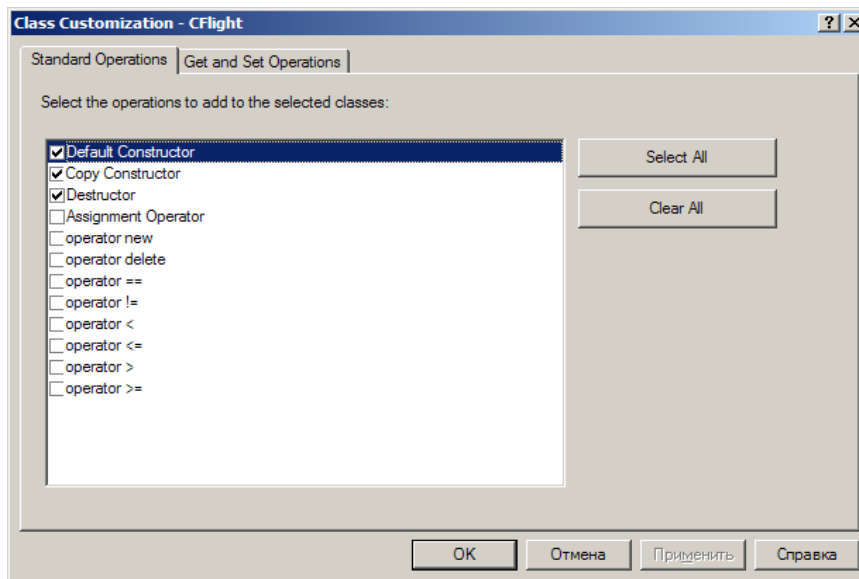 Class Customization - CFlight
Standard Operations
Get and Set Operations
Select the operations to add to the selected classes:
Default Constructor
Copy Constructor
Destructor
Assignment Operator
operator new
operator delete
operator ==
operator !=
operator <
operator <=
operator >
operator >=
Select All
Clear All
OK
Отмена
Применить
Справка